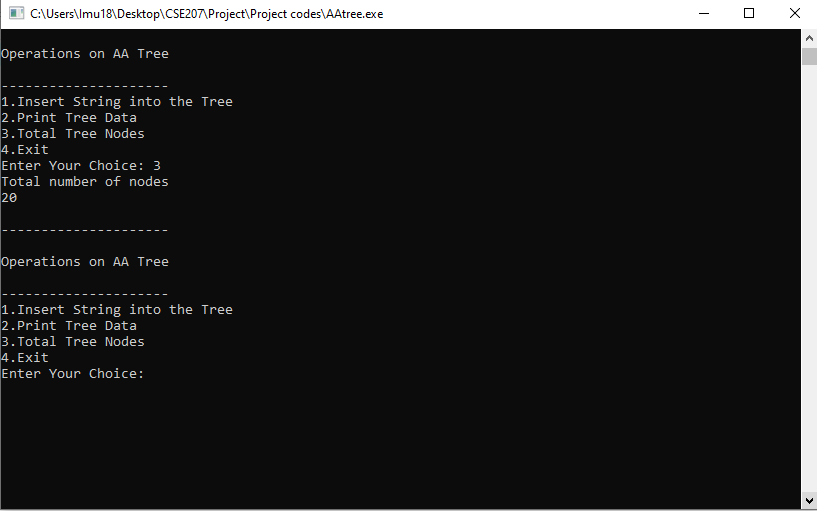 C:\Users\Imu18\Desktop\CSE207\Project\Project codes\AAtree.exe
Operations on AA Tree
---------------------
1.Insert String into the Tree
2.Print Tree Data
3.Total Tree Nodes
4.Exit
Enter Your Choice: 3
Total number of nodes
20
---------------------
Operations on AA Tree
---------------------
1.Insert String into the Tree
2.Print Tree Data
3.Total Tree Nodes
4.Exit
Enter Your Choice: